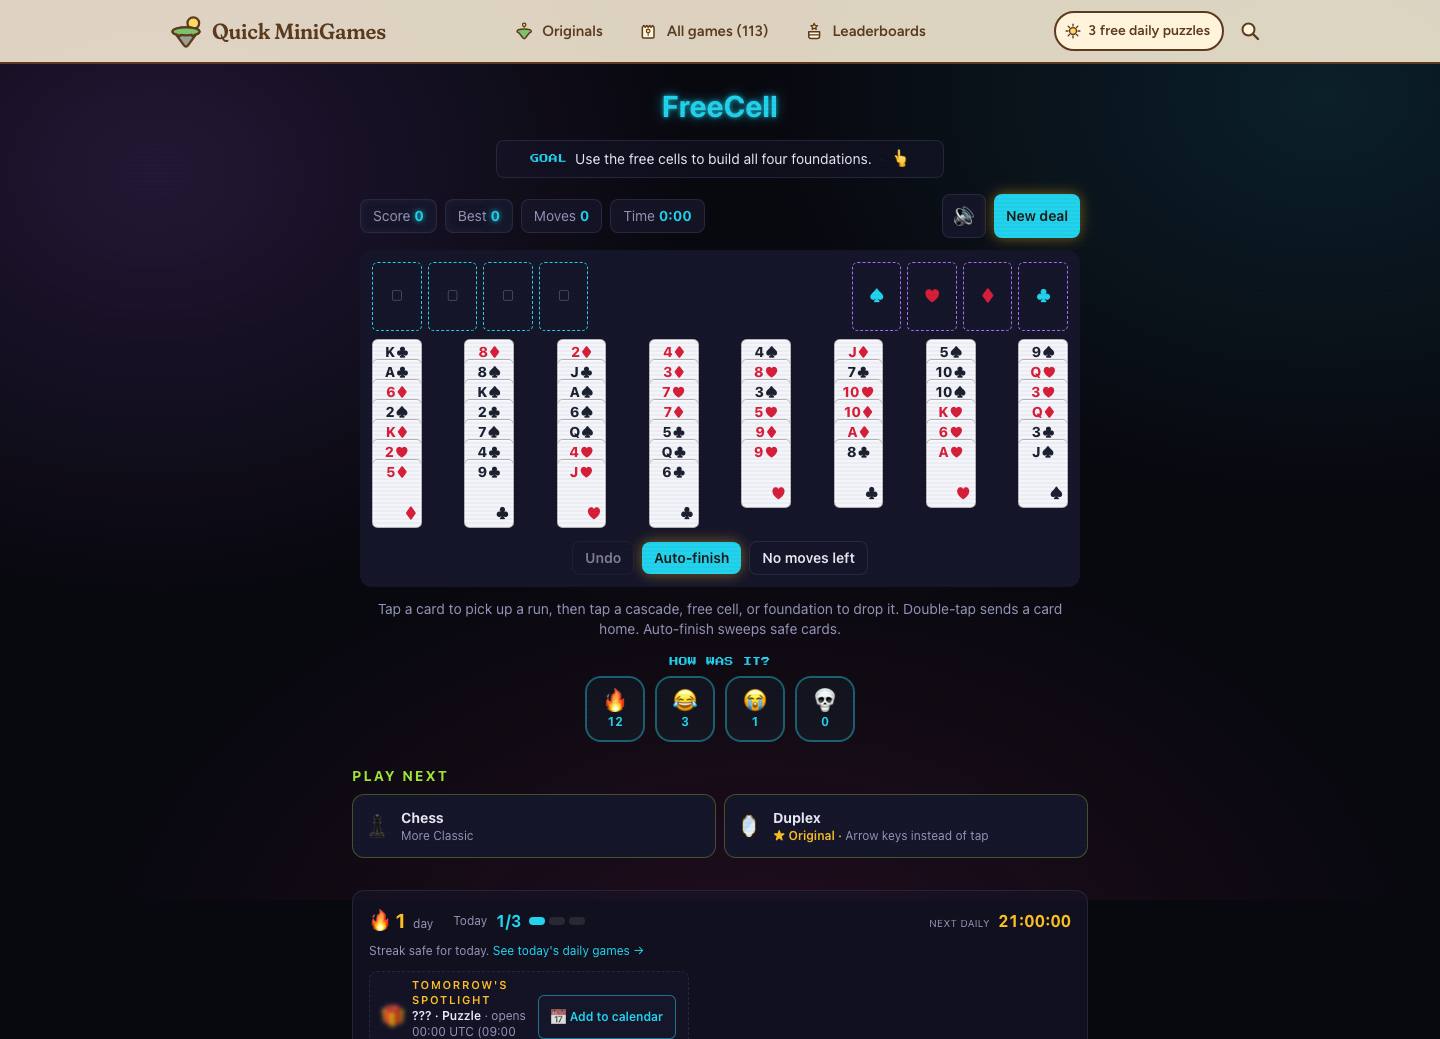 Quick MiniGames
Originals
All games (113)
Leaderboards
3 free daily puzzles
FreeCell
GOAL Use the free cells to build all four foundations.
Score 0
Best 0
Moves 0
Time 0:00
New deal
♠ ♥ ♦ ♣
K♣ 8♦ 2♦ 4♦ 4♠ J♦ 5♠ 9♠
A♣ 8♠ J♣ 3♦ 8♥ 7♣ 10♣ Q♥
6♦ K♠ A♠ 7♥ 3♠ 10♥ 10♠ 3♥
2♠ 2♣ 6♠ 7♦ 5♥ 10♦ K♥ Q♦
K♦ 7♠ Q♠ 5♣ 9♦ A♦ 6♥ 3♣
2♥ 4♣ 4♥ Q♣ 9♥ 8♣ A♥ J♠
5♦ 9♣ J♥ 6♣
Undo
Auto-finish
No moves left
Tap a card to pick up a run, then tap a cascade, free cell, or foundation to drop it. Double-tap sends a card
home. Auto-finish sweeps safe cards.
HOW WAS IT?
12 3 1 0
PLAY NEXT
Chess
More Classic
Duplex
Original · Arrow keys instead of tap
1 day
Today 1/3
NEXT DAILY 21:00:00
Streak safe for today. See today's daily games →
TOMORROW'S
SPOTLIGHT
??? · Puzzle · opens
00:00 UTC (09:00
Add to calendar